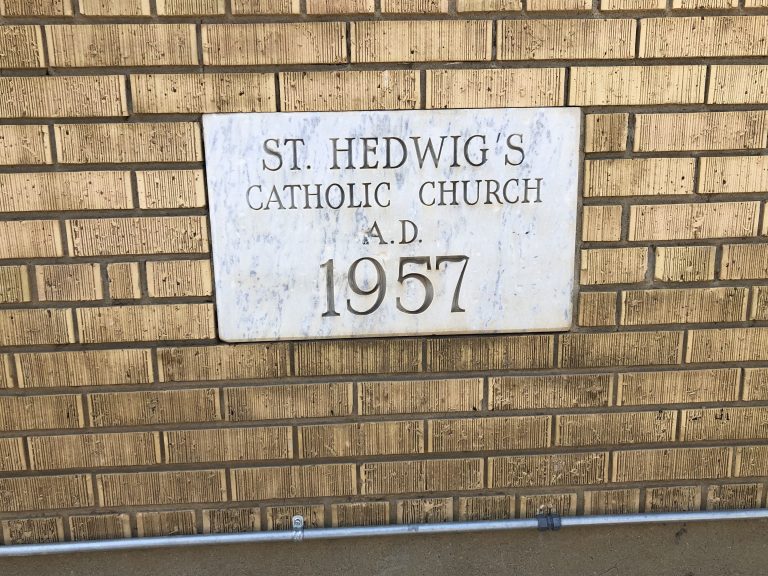 ST. HEDWIG'S
CATHOLIC CHURCH
A.D.
1957